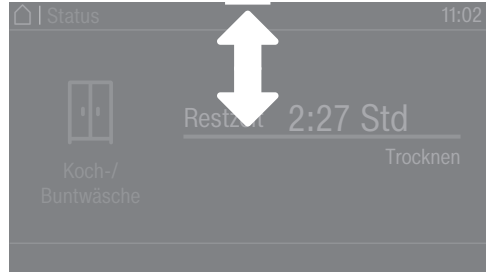 Status
11:02
Restzeit 2:27 Std
Trocknen
Koch-/
Buntwäsche